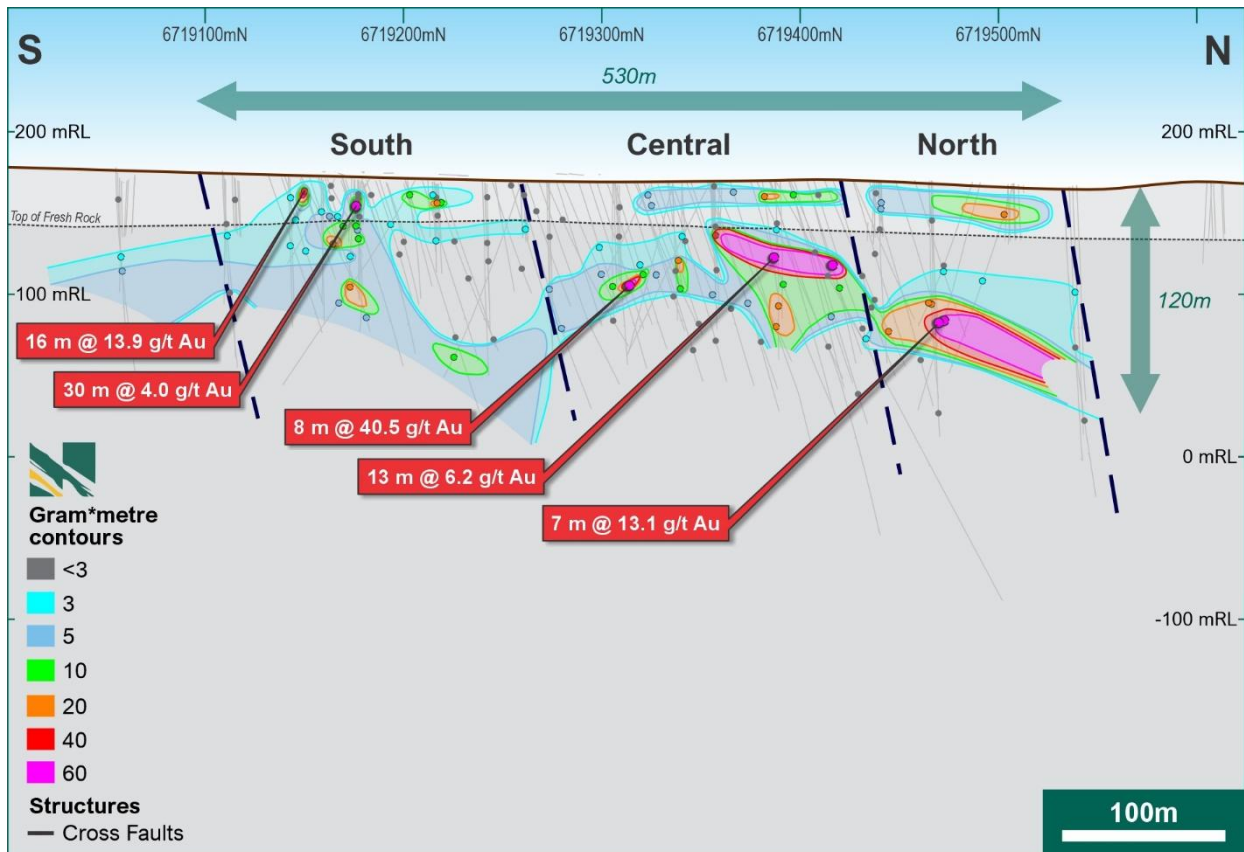 S
6719100mN
6719200mN
6719300mN
6719400mN
6719500mN
N
530m
200 mRL
200 mRL
South
Central
North
Top of Fresh Rock
100 mRL
120m
16 m @ 13.9 g/t Au
30 m @ 4.0 g/t Au
8 m @ 40.5 g/t Au
13 m @ 6.2 g/t Au
7 m @ 13.1 g/t Au
0 mRL
-100 mRL
Gram*metre
contours
<3
3
5
10
20
40
60
Structures
Cross Faults
100m